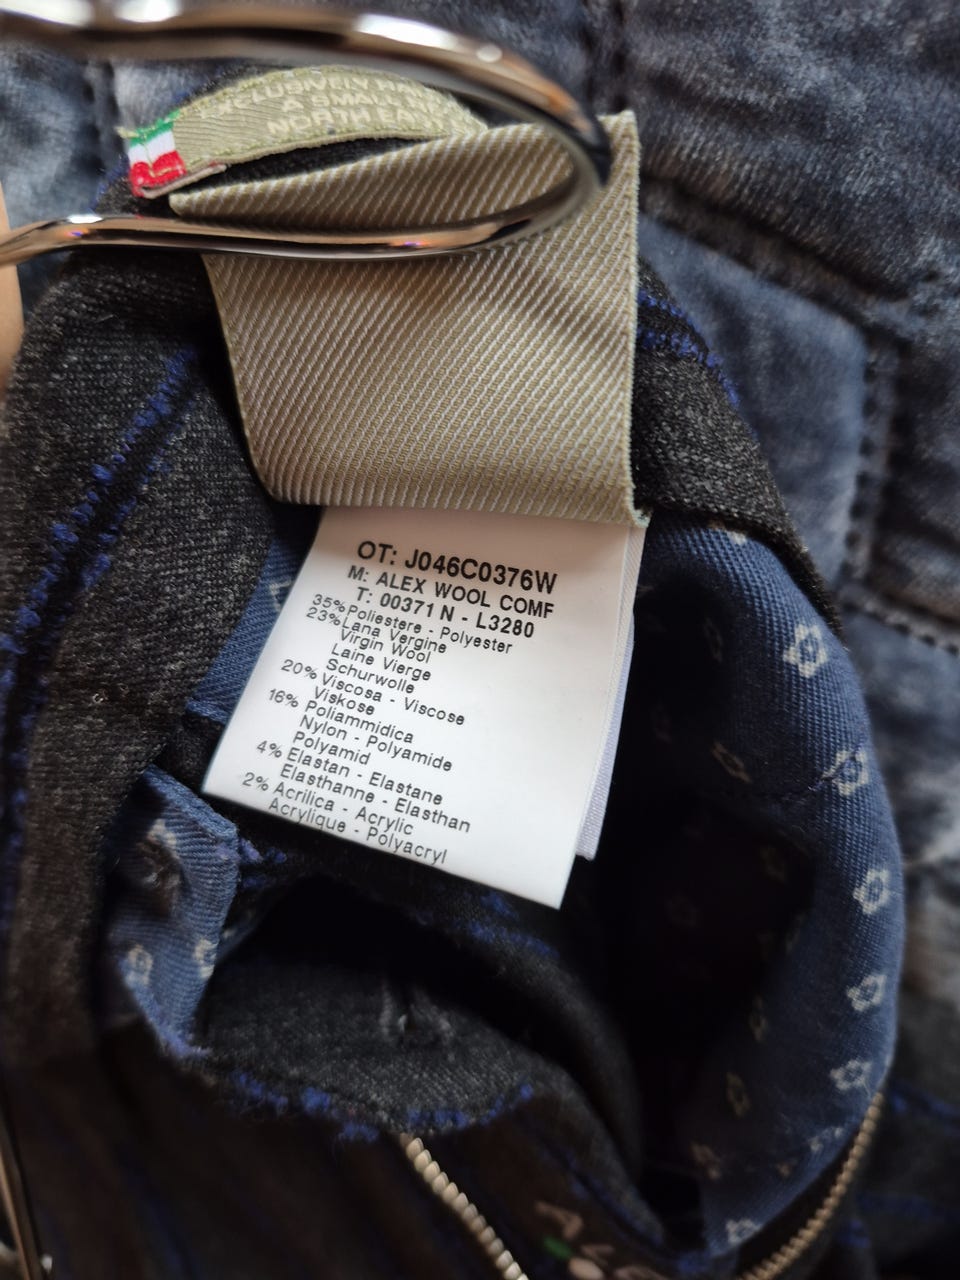 EXCLUSIVELY
A SMALL
NORTH EAST
OT: J046C0376W
M: ALEX WOOL COMF
T: 00371 N - L3280
35% Poliestere - Polyester
23% Lana Vergine
Virgin Wool
Laine Vierge
Schurwolle
20% Viscosa - Viscose
Viskose
16% Poliammidica
Nylon - Polyamide
Polyamid
4% Elastan - Elastane
Elasthanne - Elasthan
2% Acrilica - Acrylic
Acrylique - Polyacryl